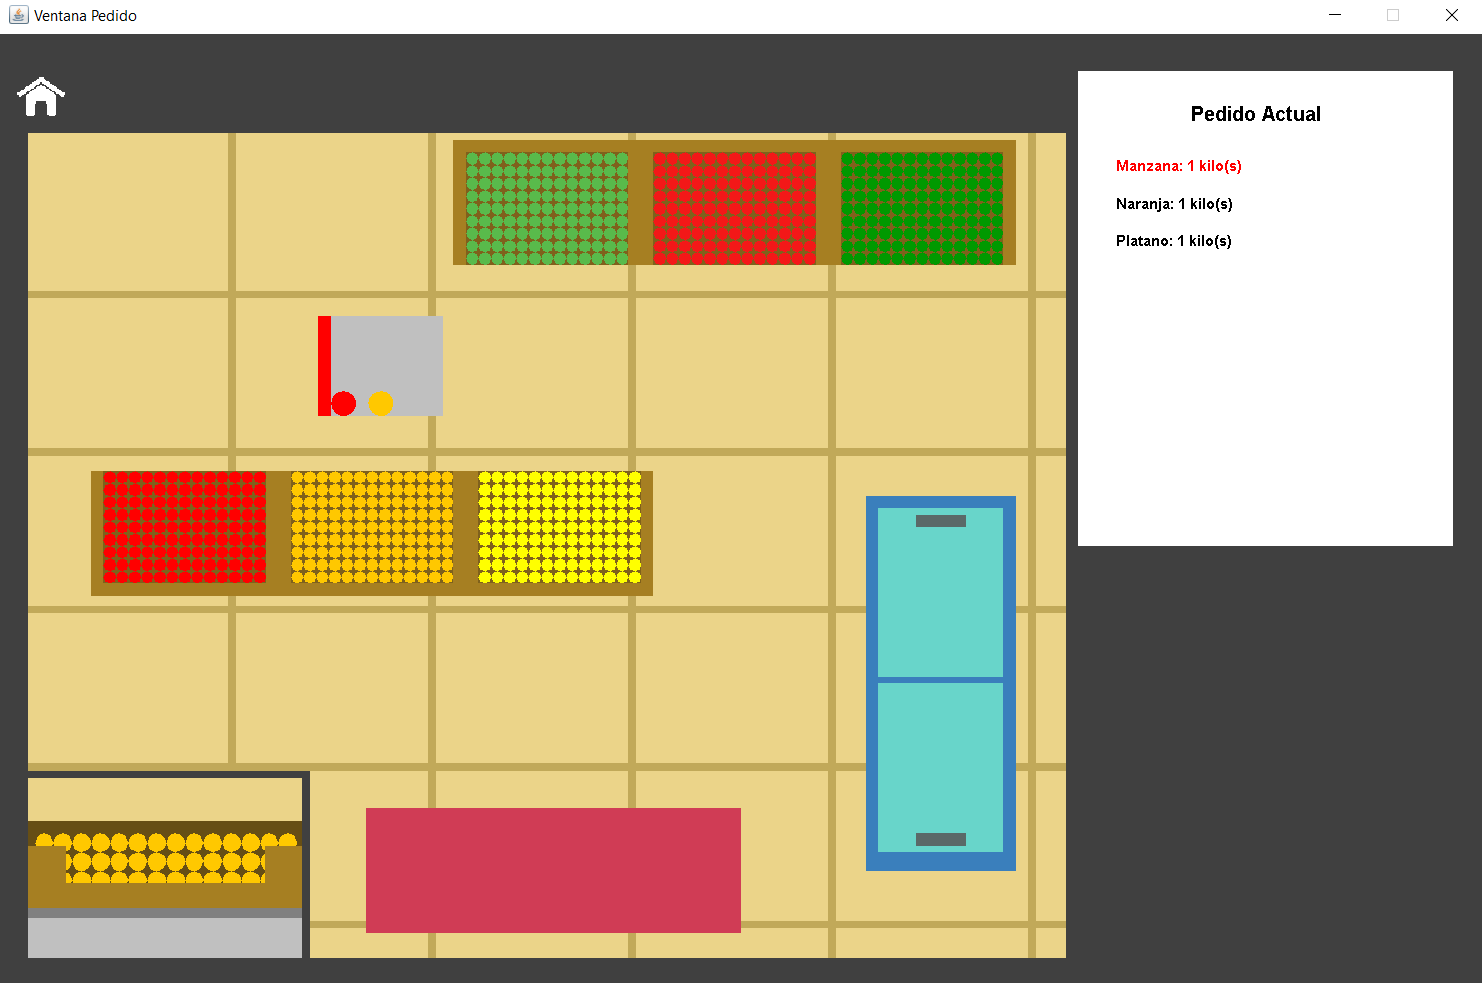 Ventana Pedido
Pedido Actual
Manzana: 1 kilo(s)
Naranja: 1 kilo(s)
Platano: 1 kilo(s)